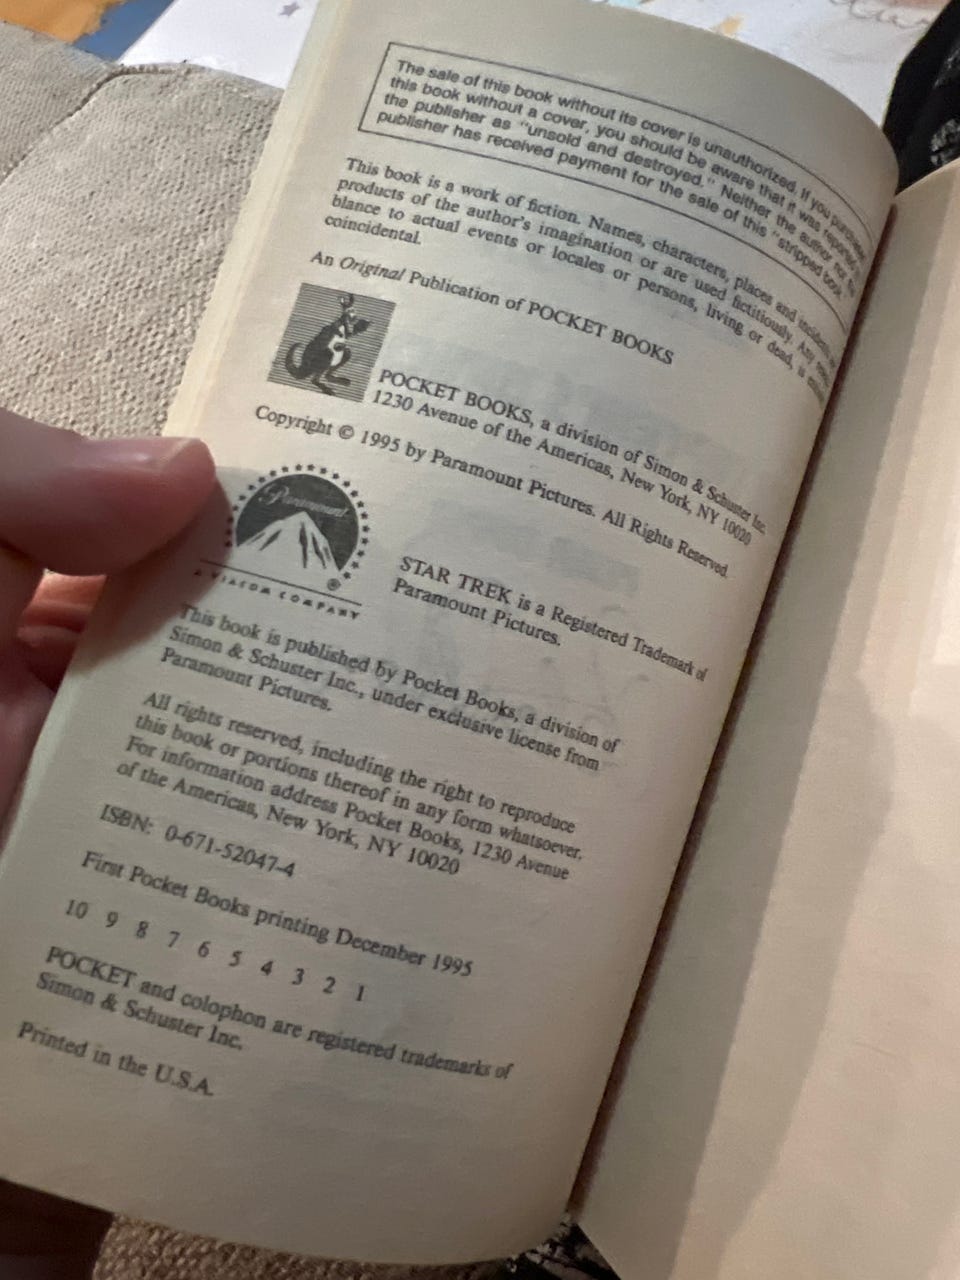 The sale of this book without its cover is unauthorized. If you purchased
this book without a cover, you should be aware that it was reported to
the publisher as "unsold and destroyed." Neither the author nor the
publisher has received payment for the sale of this "stripped book."
This book is a work of fiction. Names, characters, places and incidents are
products of the author's imagination or are used fictitiously. Any
blance to actual events or locales or persons, living or dead, is entirely
coincidental.
An Original Publication of POCKET BOOKS
POCKET BOOKS, a division of Simon & Schuster Inc.
1230 Avenue of the Americas, New York, NY 10020
Copyright © 1995 by Paramount Pictures. All Rights Reserved.
Paramount
®
A VIACOM COMPANY
STAR TREK is a Registered Trademark of
Paramount Pictures.
This book is published by Pocket Books, a division of
Simon & Schuster Inc., under exclusive license from
Paramount Pictures.
All rights reserved, including the right to reproduce
this book or portions thereof in any form whatsoever.
For information address Pocket Books, 1230 Avenue
of the Americas, New York, NY 10020
ISBN: 0-671-52047-4
First Pocket Books printing December 1995
10 9 8 7 6 5 4 3 2 1
POCKET and colophon are registered trademarks of
Simon & Schuster Inc.
Printed in the U.S.A.